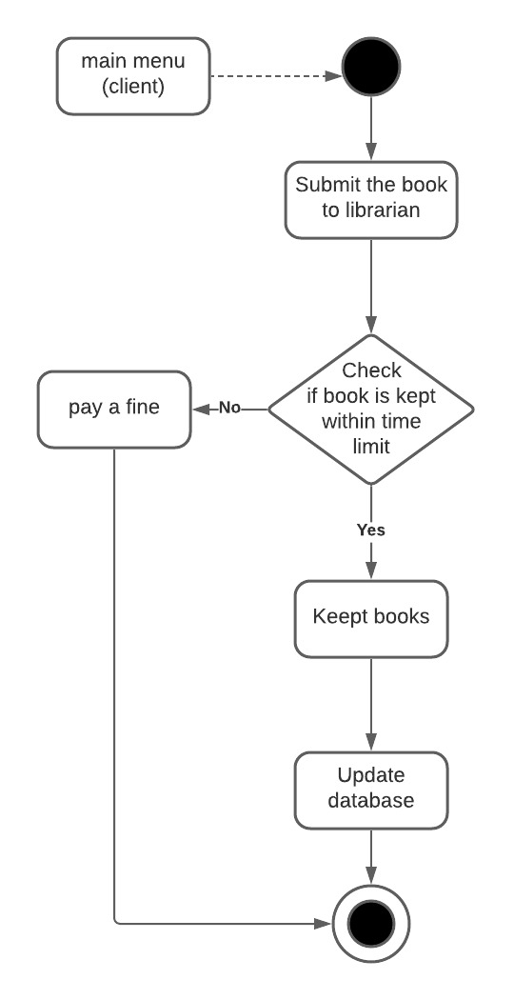 main menu
(client)
Submit the book
to librarian
Check
if book is kept
within time
limit
No
pay a fine
Yes
Keept books
Update
database